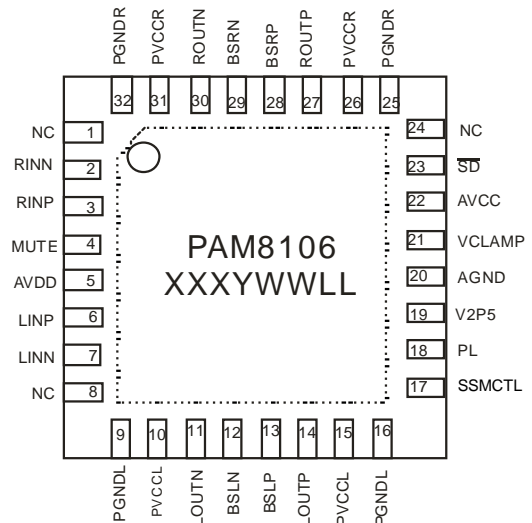 PGNDR PVCCR ROUTN BSRN BSRP ROUTP PVCCR PGNDR
32 31 30 29 28 27 26 25
NC 1
RINN 2
RINP 3
MUTE 4
AVDD 5
LINP 6
LINN 7
NC 8
PAM8106
XXXYWWLL
24 NC
23 SD
22 AVCC
21 VCLAMP
20 AGND
19 V2P5
18 PL
17 SSMCTL
9 10 11 12 13 14 15 16
PGNDL PVCCL LOUTN BSLN BSLP LOUTP PVCCL PGNDL